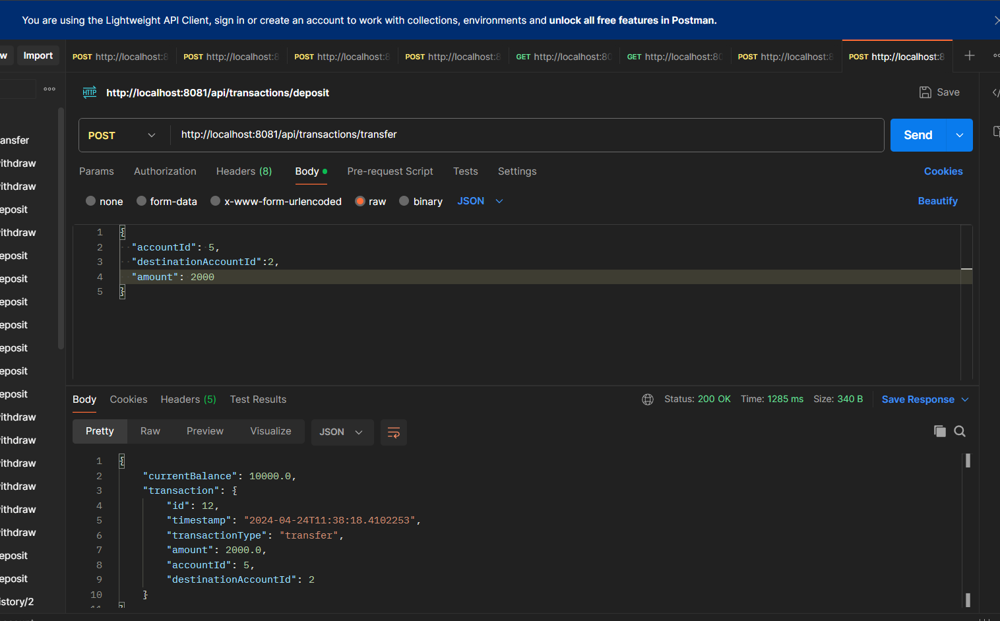 You are using the Lightweight API Client, sign in or create an account to work with collections, environments and unlock all free features in Postman.
w Import POST http://localhost:8 POST http://localhost:8 POST http://localhost:8 POST http://localhost:8 GET http://localhost:80 GET http://localhost:80 POST http://localhost:8 POST http://localhost:8
HTTP http://localhost:8081/api/transactions/deposit Save
POST http://localhost:8081/api/transactions/transfer Send
Params Authorization Headers (8) Body Pre-request Script Tests Settings Cookies
none form-data x-www-form-urlencoded raw binary JSON Beautify
1 {
2 "accountId": 5,
3 "destinationAccountId":2,
4 "amount": 2000
5 }
ansfer
ithdraw
ithdraw
eposit
ithdraw
eposit
eposit
eposit
eposit
eposit
eposit
eposit
ithdraw
ithdraw
ithdraw
ithdraw
ithdraw
ithdraw
eposit
eposit
istory/2
Body Cookies Headers (5) Test Results Status: 200 OK Time: 1285 ms Size: 340 B Save Response
Pretty Raw Preview Visualize JSON
1 {
2 "currentBalance": 10000.0,
3 "transaction": {
4 "id": 12,
5 "timestamp": "2024-04-24T11:38:18.4102253",
6 "transactionType": "transfer",
7 "amount": 2000.0,
8 "accountId": 5,
9 "destinationAccountId": 2
10 }
11 }